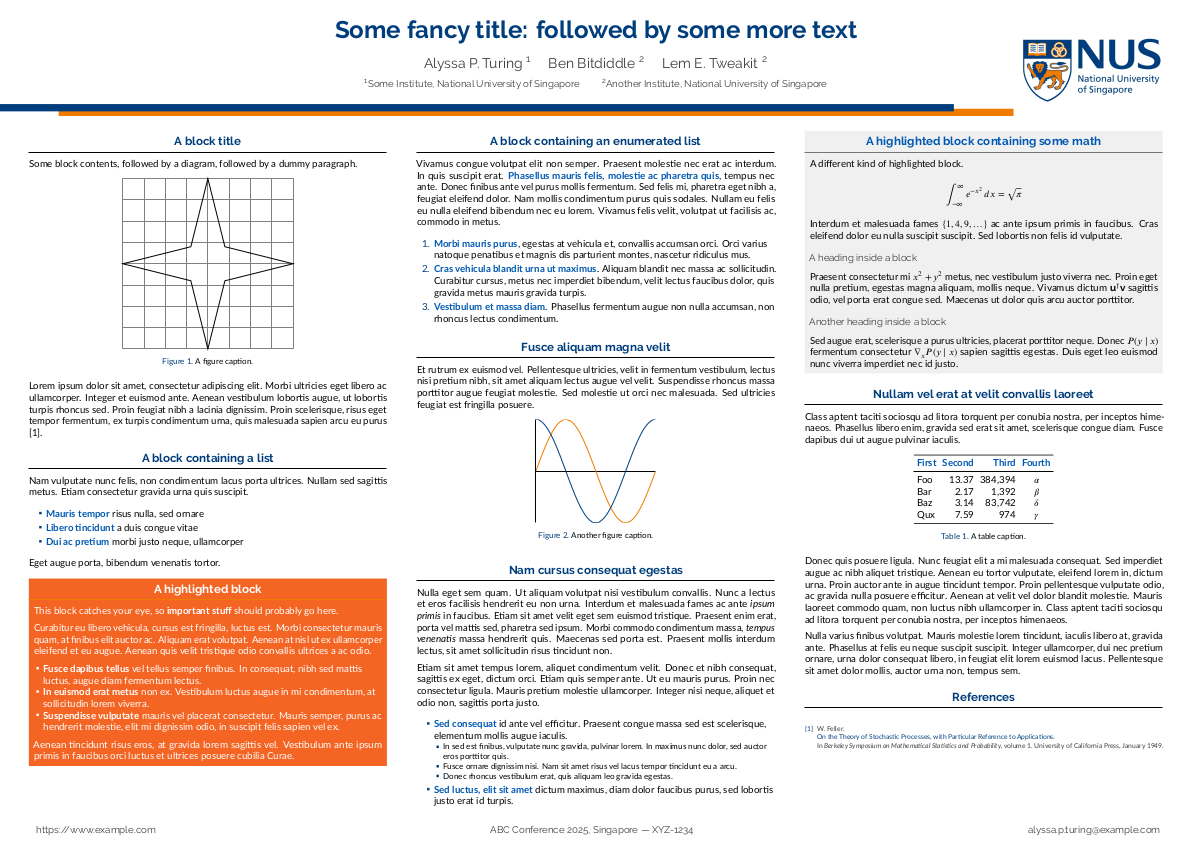 Some fancy title: followed by some more text
Alyssa P. Turing ¹ Ben Bitdiddle ² Lem E. Tweakit ²
¹Some Institute, National University of Singapore ²Another Institute, National University of Singapore
NUS
National University
of Singapore
A block title
Some block contents, followed by a diagram, followed by a dummy paragraph.
Figure 1. A figure caption.
Lorem ipsum dolor sit amet, consectetur adipiscing elit. Morbi ultricies eget libero ac
ullamcorper. Integer et euismod ante. Aenean vestibulum lobortis augue, ut lobortis
turpis rhoncus sed. Proin feugiat nibh a lacinia dignissim. Proin scelerisque, risus eget
tempor fermentum, ex turpis condimentum urna, quis malesuada sapien arcu eu purus
[1].
A block containing a list
Nam vulputate nunc felis, non condimentum lacus porta ultrices. Nullam sed sagittis
metus. Etiam consectetur gravida urna quis suscipit.
▪ Mauris tempor risus nulla, sed ornare
▪ Libero tincidunt a duis congue vitae
▪ Dui ac pretium morbi justo neque, ullamcorper
Eget augue porta, bibendum venenatis tortor.
A highlighted block
This block catches your eye, so important stuff should probably go here.
Curabitur eu libero vehicula, cursus est fringilla, luctus est. Morbi consectetur mauris
quam, at finibus elit auctor ac. Aliquam erat volutpat. Aenean at nisl ut ex ullamcorper
eleifend et eu augue. Aenean quis velit tristique odio convallis ultrices a ac odio.
▪ Fusce dapibus tellus vel tellus semper finibus. In consequat, nibh sed mattis
luctus, augue diam fermentum lectus.
▪ In euismod erat metus non ex. Vestibulum luctus augue in mi condimentum, at
sollicitudin lorem viverra.
▪ Suspendisse vulputate mauris vel placerat consectetur. Mauris semper, purus ac
hendrerit molestie, elit mi dignissim odio, in suscipit felis sapien vel ex.
Aenean tincidunt risus eros, at gravida lorem sagittis vel. Vestibulum ante ipsum
primis in faucibus orci luctus et ultrices posuere cubilia Curae.
A block containing an enumerated list
Vivamus congue volutpat elit non semper. Praesent molestie nec erat ac interdum.
In quis suscipit erat. Phasellus mauris felis, molestie ac pharetra quis, tempus nec
ante. Donec finibus ante vel purus mollis fermentum. Sed felis mi, pharetra eget nibh a,
feugiat eleifend dolor. Nam mollis condimentum purus quis sodales. Nullam eu felis
eu nulla eleifend bibendum nec eu lorem. Vivamus felis velit, volutpat ut facilisis ac,
commodo in metus.
1. Morbi mauris purus, egestas at vehicula et, convallis accumsan orci. Orci varius
natoque penatibus et magnis dis parturient montes, nascetur ridiculus mus.
2. Cras vehicula blandit urna ut maximus. Aliquam blandit nec massa ac sollicitudin.
Curabitur cursus, metus nec imperdiet bibendum, velit lectus faucibus dolor, quis
gravida metus mauris gravida turpis.
3. Vestibulum et massa diam. Phasellus fermentum augue non nulla accumsan, non
rhoncus lectus condimentum.
Fusce aliquam magna velit
Et rutrum ex euismod vel. Pellentesque ultricies, velit in fermentum vestibulum, lectus
nisi pretium nibh, sit amet aliquam lectus augue vel velit. Suspendisse rhoncus massa
porttitor augue feugiat molestie. Sed molestie ut orci nec malesuada. Sed ultricies
feugiat est fringilla posuere.
Figure 2. Another figure caption.
Nam cursus consequat egestas
Nulla eget sem quam. Ut aliquam volutpat nisi vestibulum convallis. Nunc a lectus
et eros facilisis hendrerit eu non urna. Interdum et malesuada fames ac ante ipsum
primis in faucibus. Etiam sit amet velit eget sem euismod tristique. Praesent enim erat,
porta vel mattis sed, pharetra sed ipsum. Morbi commodo condimentum massa, tempus
venenatis massa hendrerit quis. Maecenas sed porta est. Praesent mollis interdum
lectus, sit amet sollicitudin risus tincidunt non.
Etiam sit amet tempus lorem, aliquet condimentum velit. Donec et nibh consequat,
sagittis ex eget, dictum orci. Etiam quis semper ante. Ut eu mauris purus. Proin nec
consectetur ligula. Mauris pretium molestie ullamcorper. Integer nisi neque, aliquet et
odio non, sagittis porta justo.
▪ Sed consequat id ante vel efficitur. Praesent congue massa sed est scelerisque,
elementum mollis augue iaculis.
▪ In sed est finibus, vulputate nunc gravida, pulvinar lorem. In maximus nunc dolor, sed auctor
eros porttitor quis.
▪ Fusce ornare dignissim nisi. Nam sit amet risus vel lacus tempor tincidunt eu a arcu.
▪ Donec rhoncus vestibulum erat, quis aliquam leo gravida egestas.
▪ Sed luctus, elit sit amet dictum maximus, diam dolor faucibus purus, sed lobortis
justo erat id turpis.
A highlighted block containing some math
A different kind of highlighted block.
∫_{-∞}^{∞} e^{-x²} dx = √π
Interdum et malesuada fames {1, 4, 9, …} ac ante ipsum primis in faucibus. Cras
eleifend dolor eu nulla suscipit suscipit. Sed lobortis non felis id vulputate.
A heading inside a block
Praesent consectetur mi x² + y² metus, nec vestibulum justo viverra nec. Proin eget
nulla pretium, egestas magna aliquam, mollis neque. Vivamus dictum u^†v sagittis
odio, vel porta erat congue sed. Maecenas ut dolor quis arcu auctor porttitor.
Another heading inside a block
Sed augue erat, scelerisque a purus ultricies, placerat porttitor neque. Donec P(y | x)
fermentum consectetur ∇ₓP(y | x) sapien sagittis egestas. Duis eget leo euismod
nunc viverra imperdiet nec id justo.
Nullam vel erat at velit convallis laoreet
Class aptent taciti sociosqu ad litora torquent per conubia nostra, per inceptos hime-
naeos. Phasellus libero enim, gravida sed erat sit amet, scelerisque congue diam. Fusce
dapibus dui ut augue pulvinar iaculis.
First Second Third Fourth
Foo 13.37 384,394 α
Bar 2.17 1,392 β
Baz 3.14 83,742 δ
Qux 7.59 974 γ
Table 1. A table caption.
Donec quis posuere ligula. Nunc feugiat elit a mi malesuada consequat. Sed imperdiet
augue ac nibh aliquet tristique. Aenean eu tortor vulputate, eleifend lorem in, dictum
urna. Proin auctor ante in augue tincidunt tempor. Proin pellentesque vulputate odio,
ac gravida nulla posuere efficitur. Aenean at velit vel dolor blandit molestie. Mauris
laoreet commodo quam, non luctus nibh ullamcorper in. Class aptent taciti sociosqu
ad litora torquent per conubia nostra, per inceptos himenaeos.
Nulla varius finibus volutpat. Mauris molestie lorem tincidunt, iaculis libero at, gravida
ante. Phasellus at felis eu neque suscipit suscipit. Integer ullamcorper, dui nec pretium
ornare, urna dolor consequat libero, in feugiat elit lorem euismod lacus. Pellentesque
sit amet dolor mollis, auctor urna non, tempus sem.
References
[1] W. Feller.
On the Theory of Stochastic Processes, with Particular Reference to Applications.
In Berkeley Symposium on Mathematical Statistics and Probability, volume 1. University of California Press, January 1949.
https://www.example.com
ABC Conference 2025, Singapore — XYZ-1234
alyssa.p.turing@example.com